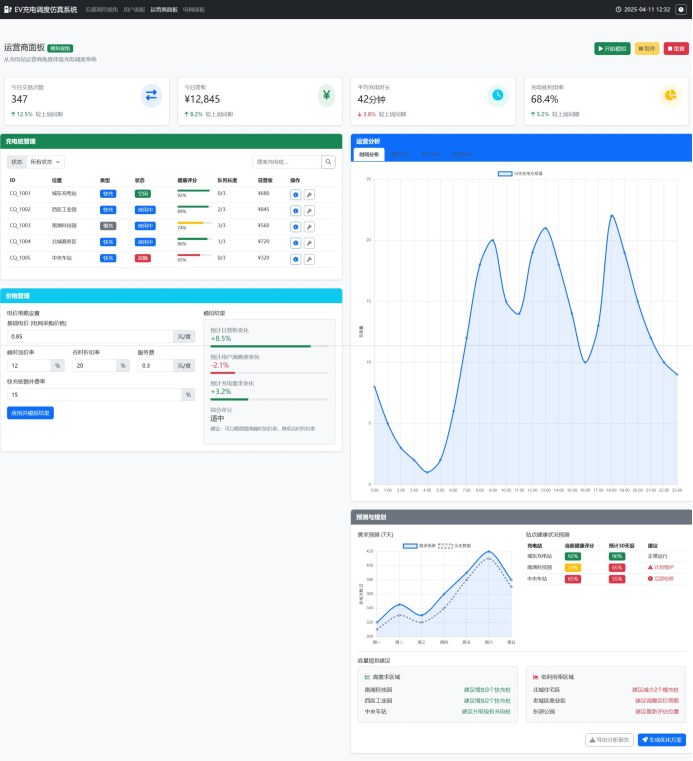 EV充电调度仿真系统 宏观调控视角 用户面板 运营商面板 电网面板 2025-04-11 12:32
运营商面板 模拟视角
从充电站运营商角度体验充电调度系统
开始模拟 暂停 重置
今日交易次数
347
12.5% 较上周同期
今日营收
¥12,845
8.2% 较上周同期
平均充电时长
42分钟
3.8% 较上周同期
充电桩利用率
68.4%
5.2% 较上周同期
充电桩管理
状态 所有状态 搜索充电桩...
ID 位置 类型 状态 健康评分 队列长度 日营收 操作
CQ_1001 城东充电站 快充 空闲 92% 0/3 ¥680
CQ_1002 西区工业园 快充 使用中 89% 2/3 ¥845
CQ_1003 南湖科技园 慢充 使用中 74% 3/3 ¥560
CQ_1004 北城商务区 快充 使用中 86% 1/3 ¥720
CQ_1005 中央车站 快充 故障 65% 0/3 ¥320
价格管理
电价策略设置
基础电价 (电网采购价格)
0.85 元/度
峰时加价率 谷时折扣率 服务费
12 % 20 % 0.3 元/度
快充桩额外费率
15 %
应用并模拟结果
模拟结果
预计日营收变化
+8.5%
预计用户满意度变化
-2.1%
预计充电需求变化
+3.2%
综合评分
适中
建议：可以稍微提高峰时加价率，降低谷时折扣率
运营分析
时间分布
时均充电交易量
交易量
25
20
15
10
5
0
0:00 1:00 2:00 3:00 4:00 5:00 6:00 7:00 8:00 9:00 10:00 11:00 12:00 13:00 14:00 15:00 16:00 17:00 18:00 19:00 20:00 21:00 22:00 23:00
预测与规划
需求预测 (7天)
需求预测 历史数据
充电次数/日
420
400
380
360
340
320
300
周一 周二 周三 周四 周五 周六 周日
站点健康状况预测
充电站 当前健康评分 预计30天后 建议
城东充电站 92% 90% 正常运行
南湖科技园 74% 65% 计划维护
中央车站 65% 55% 立即检修
容量规划建议
高需求区域
南湖科技园 建议增加3个快充桩
西区工业园 建议增加2个快充桩
中央车站 建议升级现有充电桩
低利用率区域
北城住宅区 建议减少2个慢充桩
老城区商业街 建议调整定价策略
东郊公园 建议重新评估位置
导出分析报告 生成优化方案